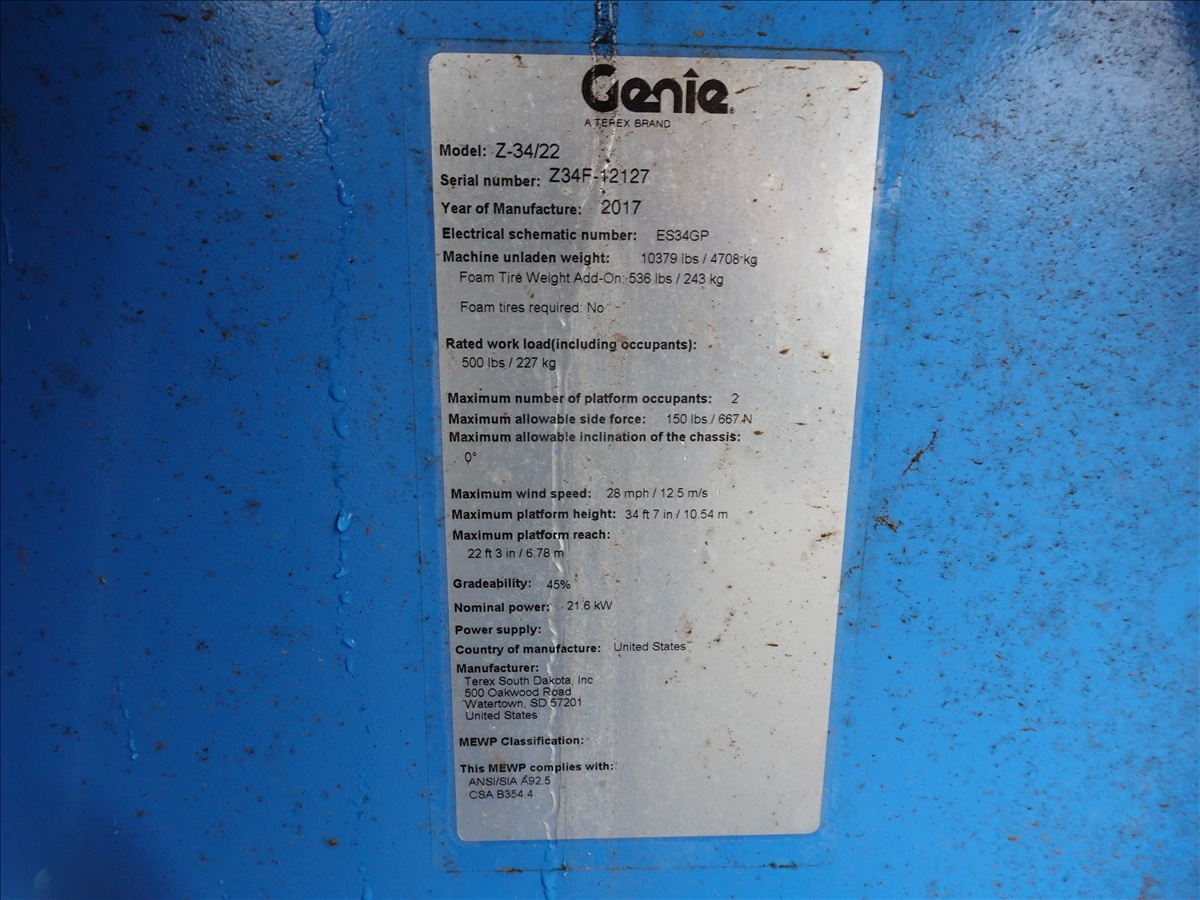 Genie®
A TEREX BRAND
Model: Z-34/22
Serial number: Z34F-12127
Year of Manufacture: 2017
Electrical schematic number: ES34GP
Machine unladen weight: 10379 lbs / 4708 kg
Foam Tire Weight Add-On: 536 lbs / 243 kg
Foam tires required: No
Rated work load(including occupants):
500 lbs / 227 kg
Maximum number of platform occupants: 2
Maximum allowable side force: 150 lbs / 667 N
Maximum allowable inclination of the chassis:
0°
Maximum wind speed: 28 mph / 12.5 m/s
Maximum platform height: 34 ft 7 in / 10.54 m
Maximum platform reach:
22 ft 3 in / 6.78 m
Gradeability: 45%
Nominal power: 21.6 kW
Power supply:
Country of manufacture: United States
Manufacturer:
Terex South Dakota, Inc
500 Oakwood Road
Watertown, SD 57201
United States
MEWP Classification:
This MEWP complies with:
ANSI/SIA A92.5
CSA B354.4